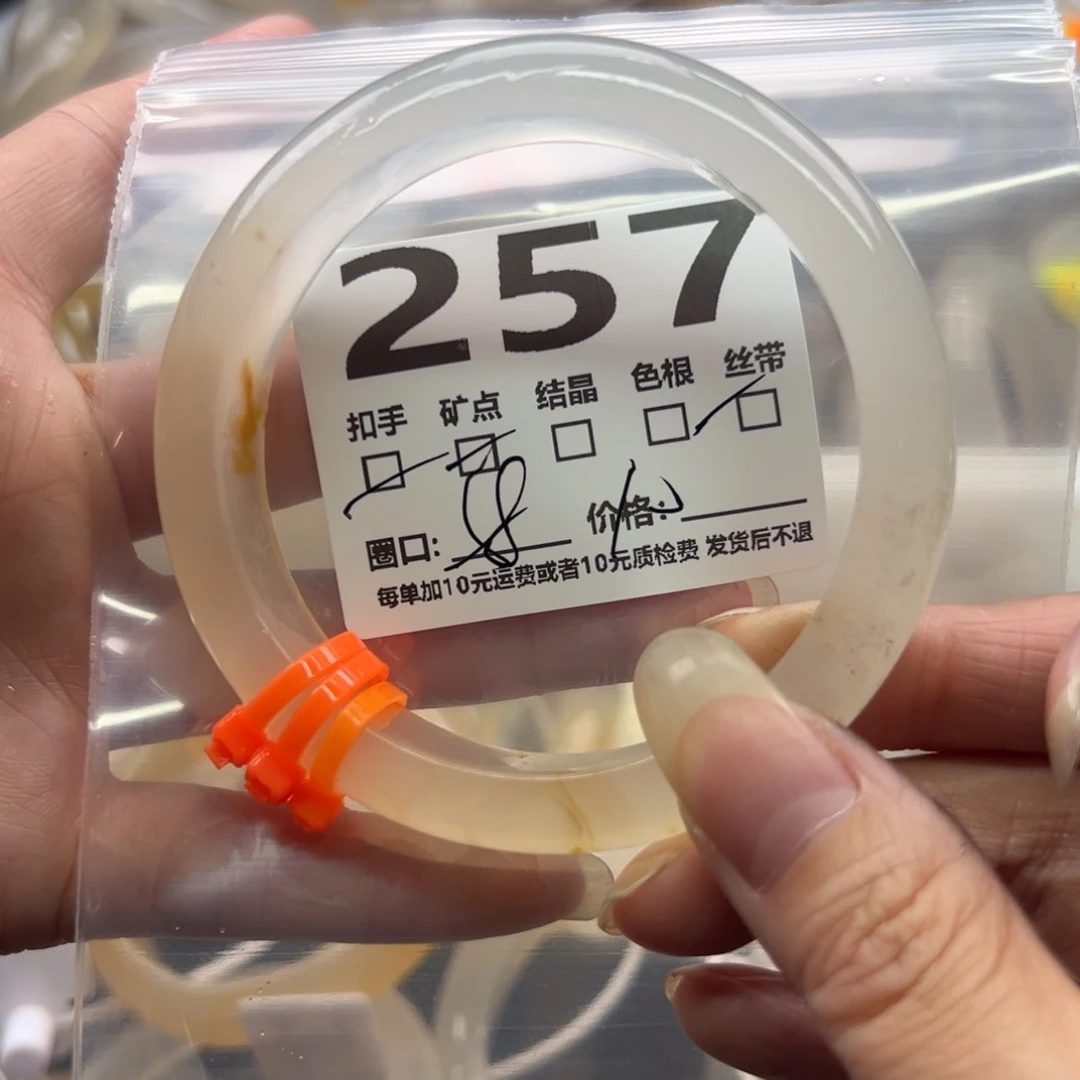 257
扣手 矿点 结晶 色根 丝带
圈口: 价格:
每单加10元运费或者10元质检费 发货后不退